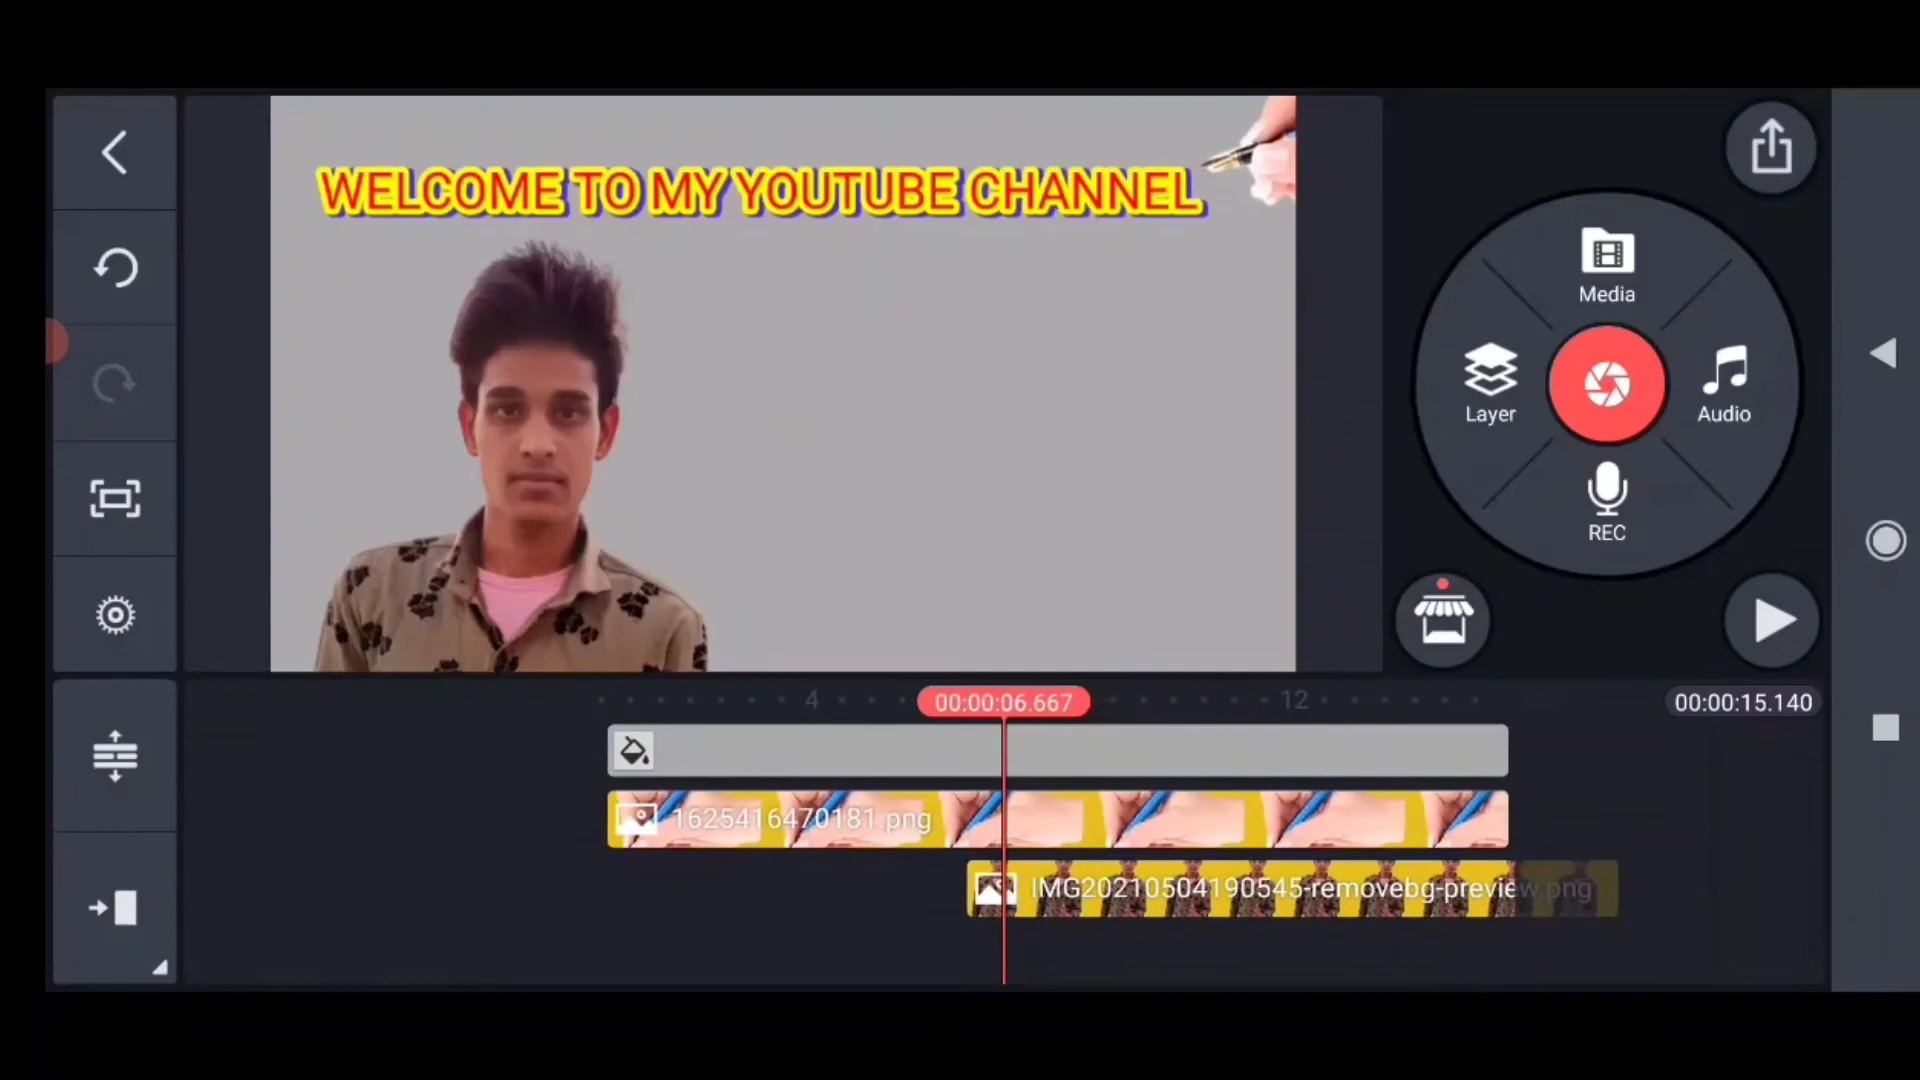 WELCOME TO MY YOUTUBE CHANNEL
Media
Layer
Audio
REC
4
00:00:06.667
12
00:00:15.140
1625416470181.png
IMG20210504190545-removebg-preview.png